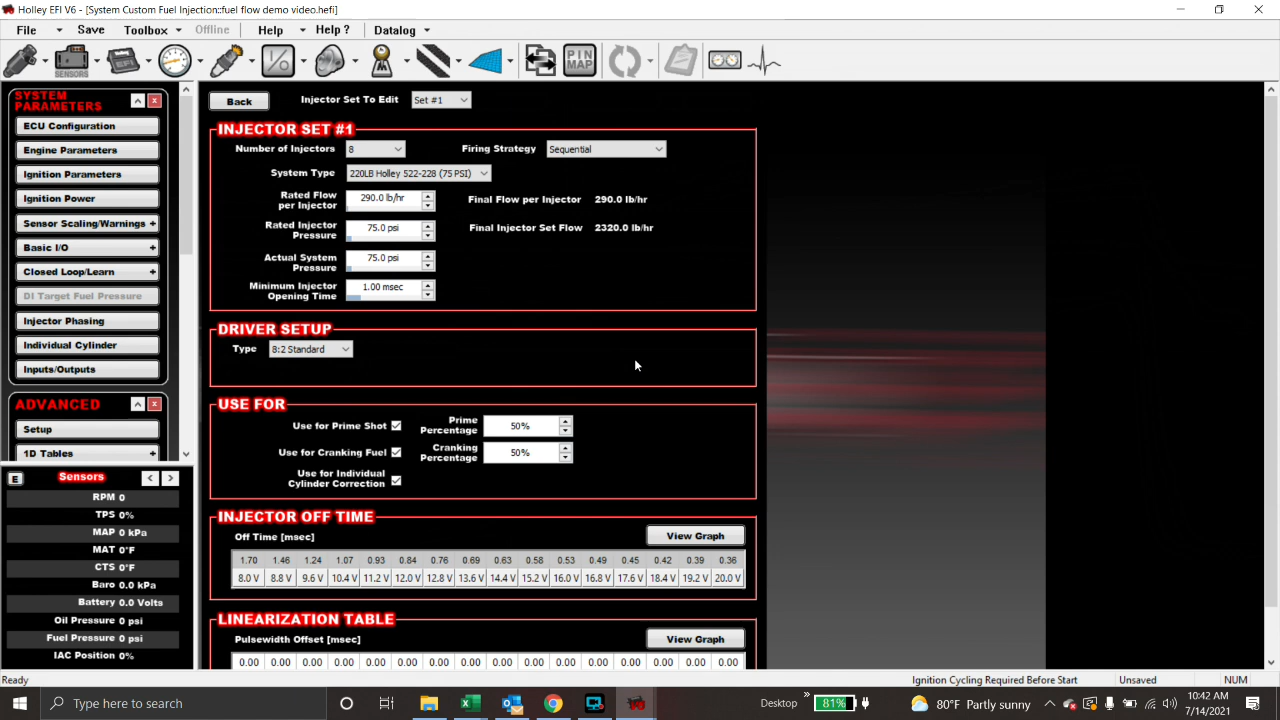 Holley EFI V6 - [System Custom Fuel Injection::fuel flow demo video.hefi]
File Save Toolbox Offline Help Help ? Datalog
SENSORS EFI I/O PIN MAP
SYSTEM PARAMETERS
ECU Configuration
Engine Parameters
Ignition Parameters
Ignition Power
Sensor Scaling/Warnings +
Basic I/O +
Closed Loop/Learn +
DI Target Fuel Pressure
Injector Phasing
Individual Cylinder
Inputs/Outputs
ADVANCED
Setup
1D Tables +
E Sensors < >
RPM 0
TPS 0%
MAP 0 kPa
MAT 0°F
CTS 0°F
Baro 0.0 kPa
Battery 0.0 Volts
Oil Pressure 0 psi
Fuel Pressure 0 psi
IAC Position 0%
Back Injector Set To Edit Set #1
INJECTOR SET #1
Number of Injectors 8 Firing Strategy Sequential
System Type 220LB Holley 522-228 (75 PSI)
Rated Flow per Injector 290.0 lb/hr Final Flow per Injector 290.0 lb/hr
Rated Injector Pressure 75.0 psi Final Injector Set Flow 2320.0 lb/hr
Actual System Pressure 75.0 psi
Minimum Injector Opening Time 1.00 msec
DRIVER SETUP
Type 8:2 Standard
USE FOR
Use for Prime Shot Prime Percentage 50%
Use for Cranking Fuel Cranking Percentage 50%
Use for Individual Cylinder Correction
INJECTOR OFF TIME
Off Time [msec] View Graph
1.70 1.46 1.24 1.07 0.93 0.84 0.76 0.69 0.63 0.58 0.53 0.49 0.45 0.42 0.39 0.36
8.0 V 8.8 V 9.6 V 10.4 V 11.2 V 12.0 V 12.8 V 13.6 V 14.4 V 15.2 V 16.0 V 16.8 V 17.6 V 18.4 V 19.2 V 20.0 V
LINEARIZATION TABLE
Pulsewidth Offset [msec] View Graph
0.00 0.00 0.00 0.00 0.00 0.00 0.00 0.00 0.00 0.00 0.00 0.00 0.00 0.00 0.00 0.00
Ready Ignition Cycling Required Before Start Unsaved NUM
Type here to search Desktop » 81% 80°F Partly sunny 10:42 AM
7/14/2021